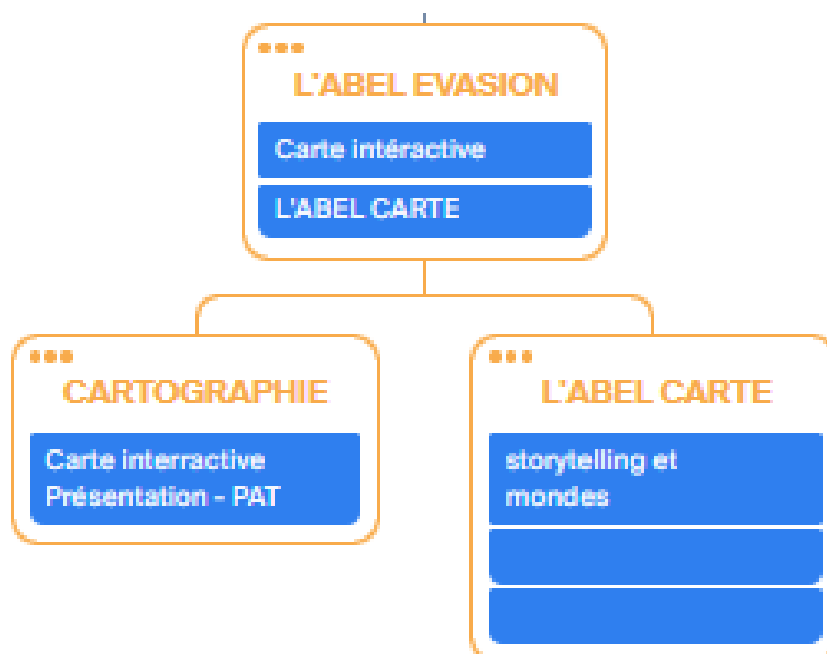 L'ABEL EVASION
Carte intéractive
L'ABEL CARTE
CARTOGRAPHIE
Carte interractive
Présentation - PAT
L'ABEL CARTE
storytelling et
mondes